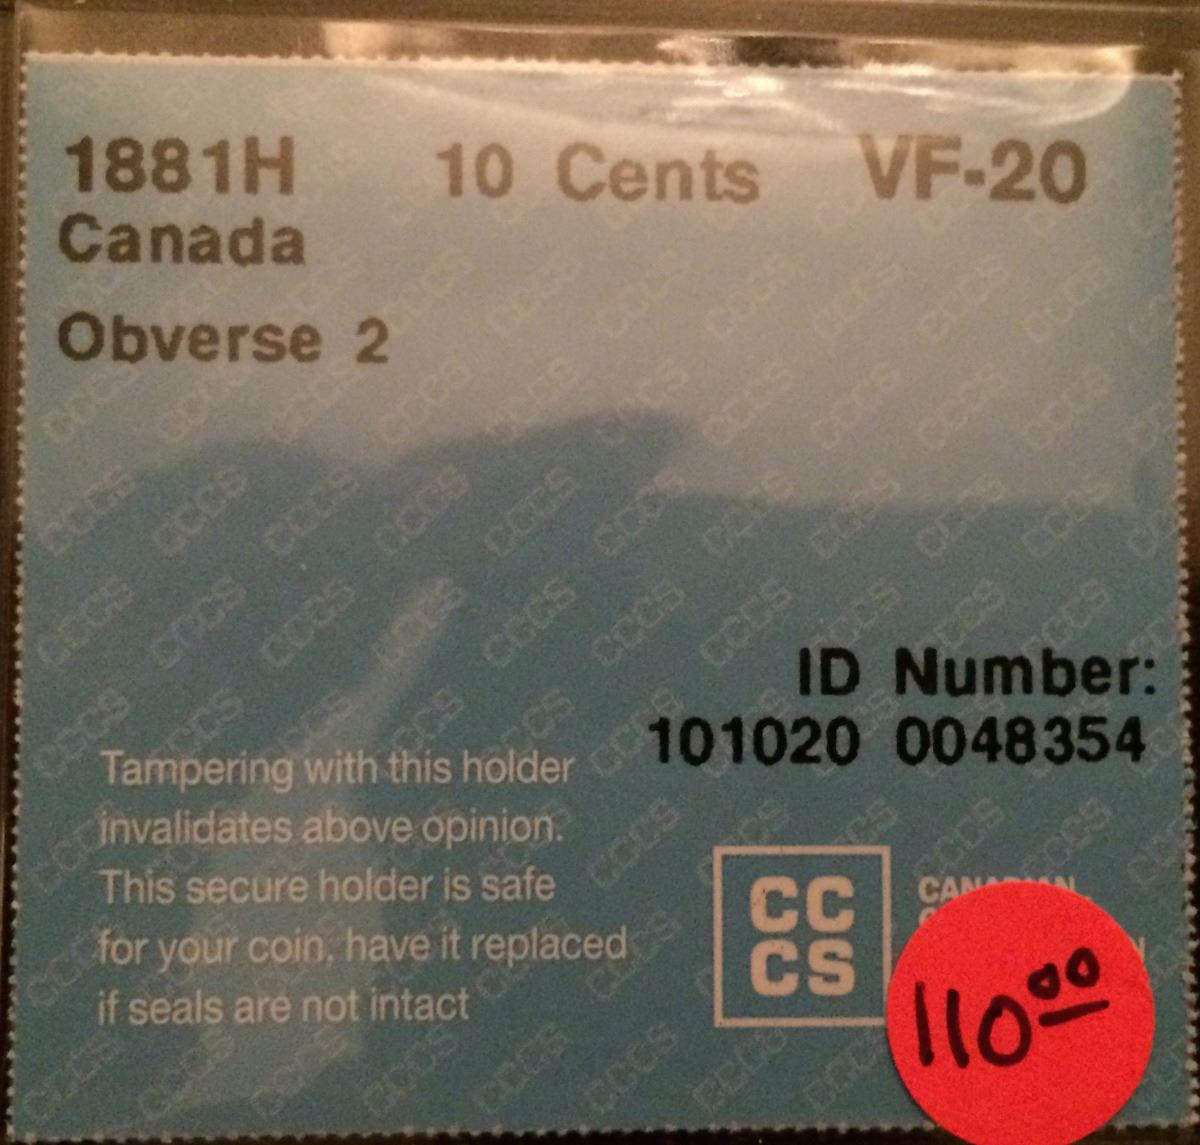 1881H 10 Cents VF-20
Canada
Obverse 2
ID Number:
101020 0048354
Tampering with this holder
invalidates above opinion.
This secure holder is safe
for your coin, have it replaced
if seals are not intact
CC
CS
CANADIAN
110.00